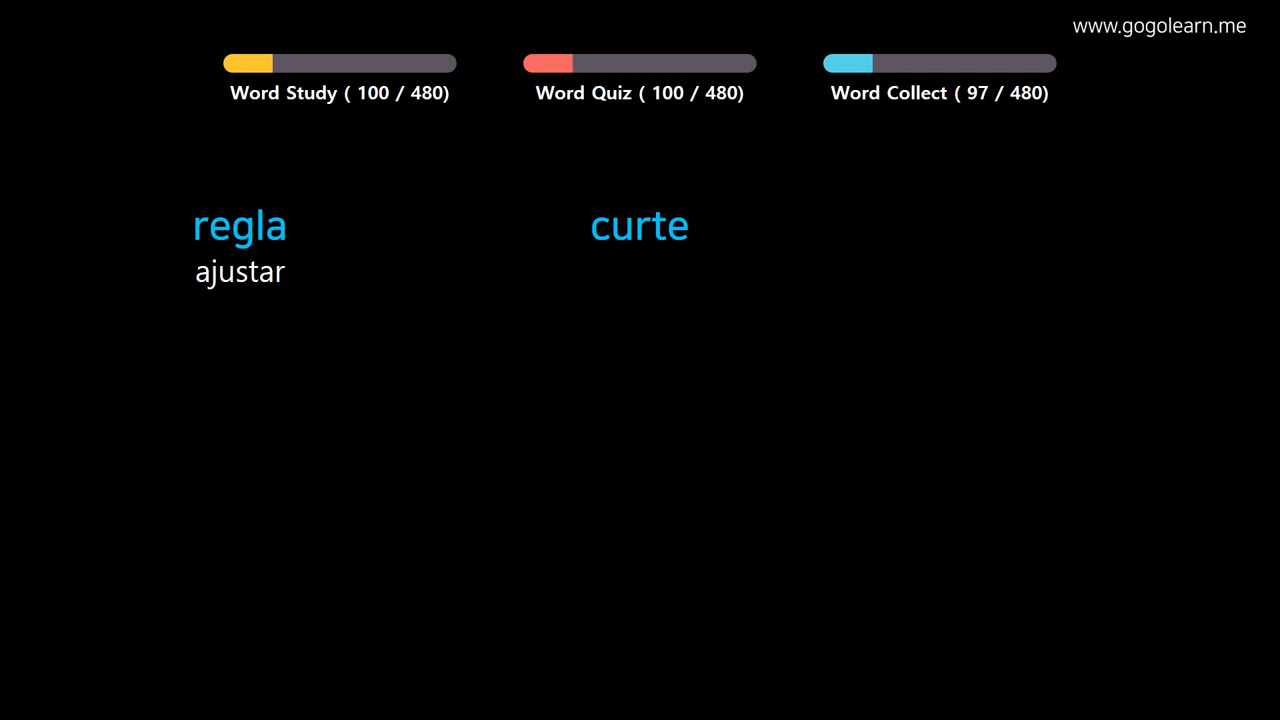 www.gogolearn.me
Word Study ( 100 / 480)
Word Quiz ( 100 / 480)
Word Collect ( 97 / 480)
regla
ajustar
curte